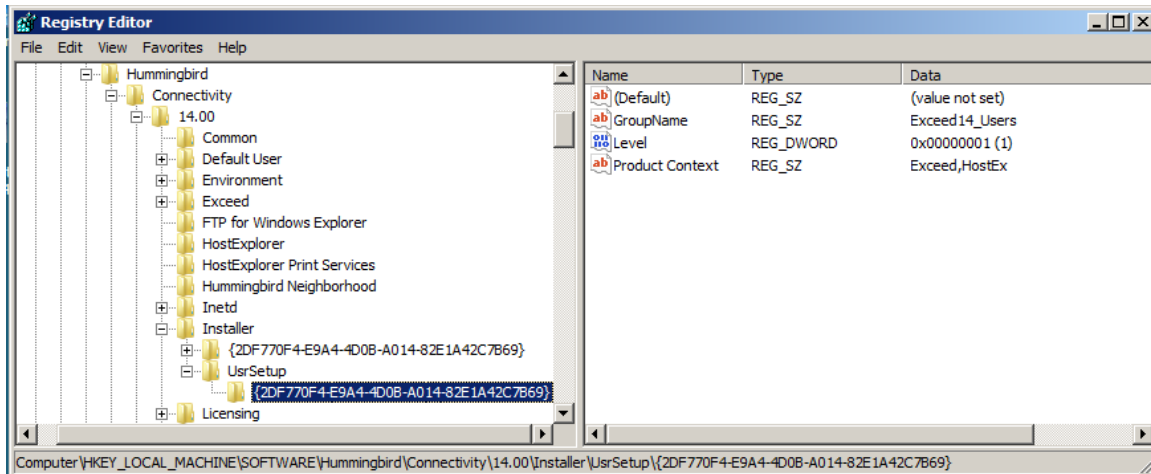 Registry Editor
File Edit View Favorites Help
Hummingbird
Connectivity
14.00
Common
Default User
Environment
Exceed
FTP for Windows Explorer
HostExplorer
HostExplorer Print Services
Hummingbird Neighborhood
Inetd
Installer
{2DF770F4-E9A4-4D0B-A014-82E1A42C7B69}
UsrSetup
{2DF770F4-E9A4-4D0B-A014-82E1A42C7B69}
Licensing
Name Type Data
ab (Default) REG_SZ (value not set)
ab GroupName REG_SZ Exceed14_Users
Level REG_DWORD 0x00000001 (1)
ab Product Context REG_SZ Exceed,HostEx
Computer\HKEY_LOCAL_MACHINE\SOFTWARE\Hummingbird\Connectivity\14.00\Installer\UsrSetup\{2DF770F4-E9A4-4D0B-A014-82E1A42C7B69}